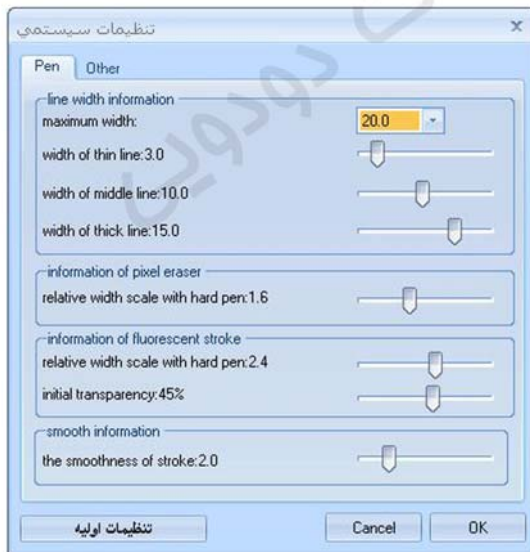 تنظیمات سیستمی x
Pen Other
line width information
maximum width: 20.0
width of thin line:3.0
width of middle line:10.0
width of thick line:15.0
information of pixel eraser
relative width scale with hard pen:1.6
information of fluorescent stroke
relative width scale with hard pen:2.4
initial transparency:45%
smooth information
the smoothness of stroke:2.0
تنظیمات اولیه Cancel OK